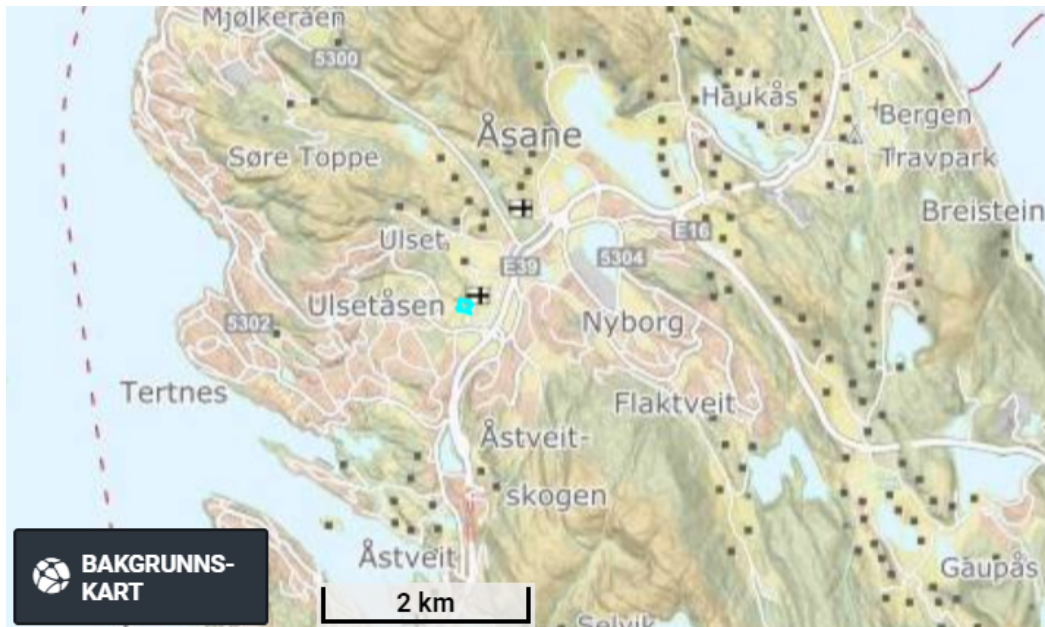 Mjølkeråen
5300
Åsane
Haukås
Bergen
Travpark
Søre Toppe
Breistein
Ulset
E16
E39
5304
Ulsetåsen
5302
Nyborg
Tertnes
Flaktveit
Åstveit-
skogen
Åstveit
Gaupås
BAKGRUNNS-
KART
2 km
Selvik